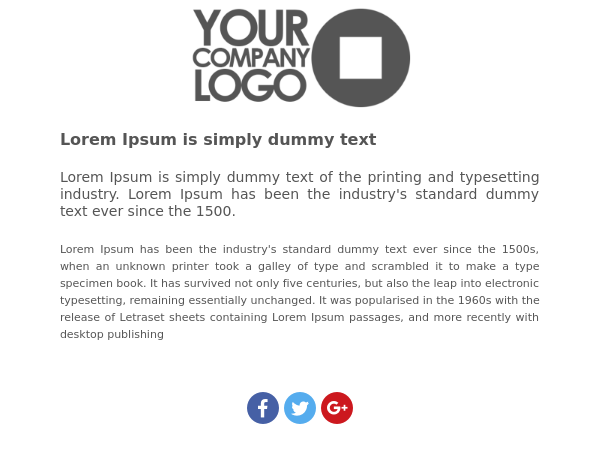 YOUR
COMPANY
LOGO
Lorem Ipsum is simply dummy text
Lorem Ipsum is simply dummy text of the printing and typesetting
industry. Lorem Ipsum has been the industry's standard dummy
text ever since the 1500.
Lorem Ipsum has been the industry's standard dummy text ever since the 1500s,
when an unknown printer took a galley of type and scrambled it to make a type
specimen book. It has survived not only five centuries, but also the leap into electronic
typesetting, remaining essentially unchanged. It was popularised in the 1960s with the
release of Letraset sheets containing Lorem Ipsum passages, and more recently with
desktop publishing
f G+